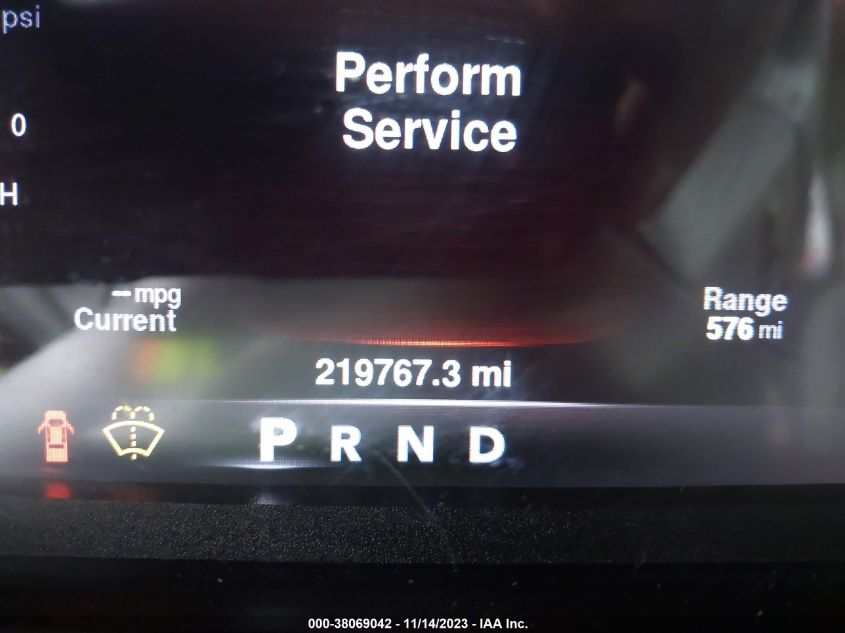 psi
Perform
Service
0
H
-- mpg
Current
Range
576 mi
219767.3 mi
P R N D
000-38069042 - 11/14/2023 - IAA Inc.